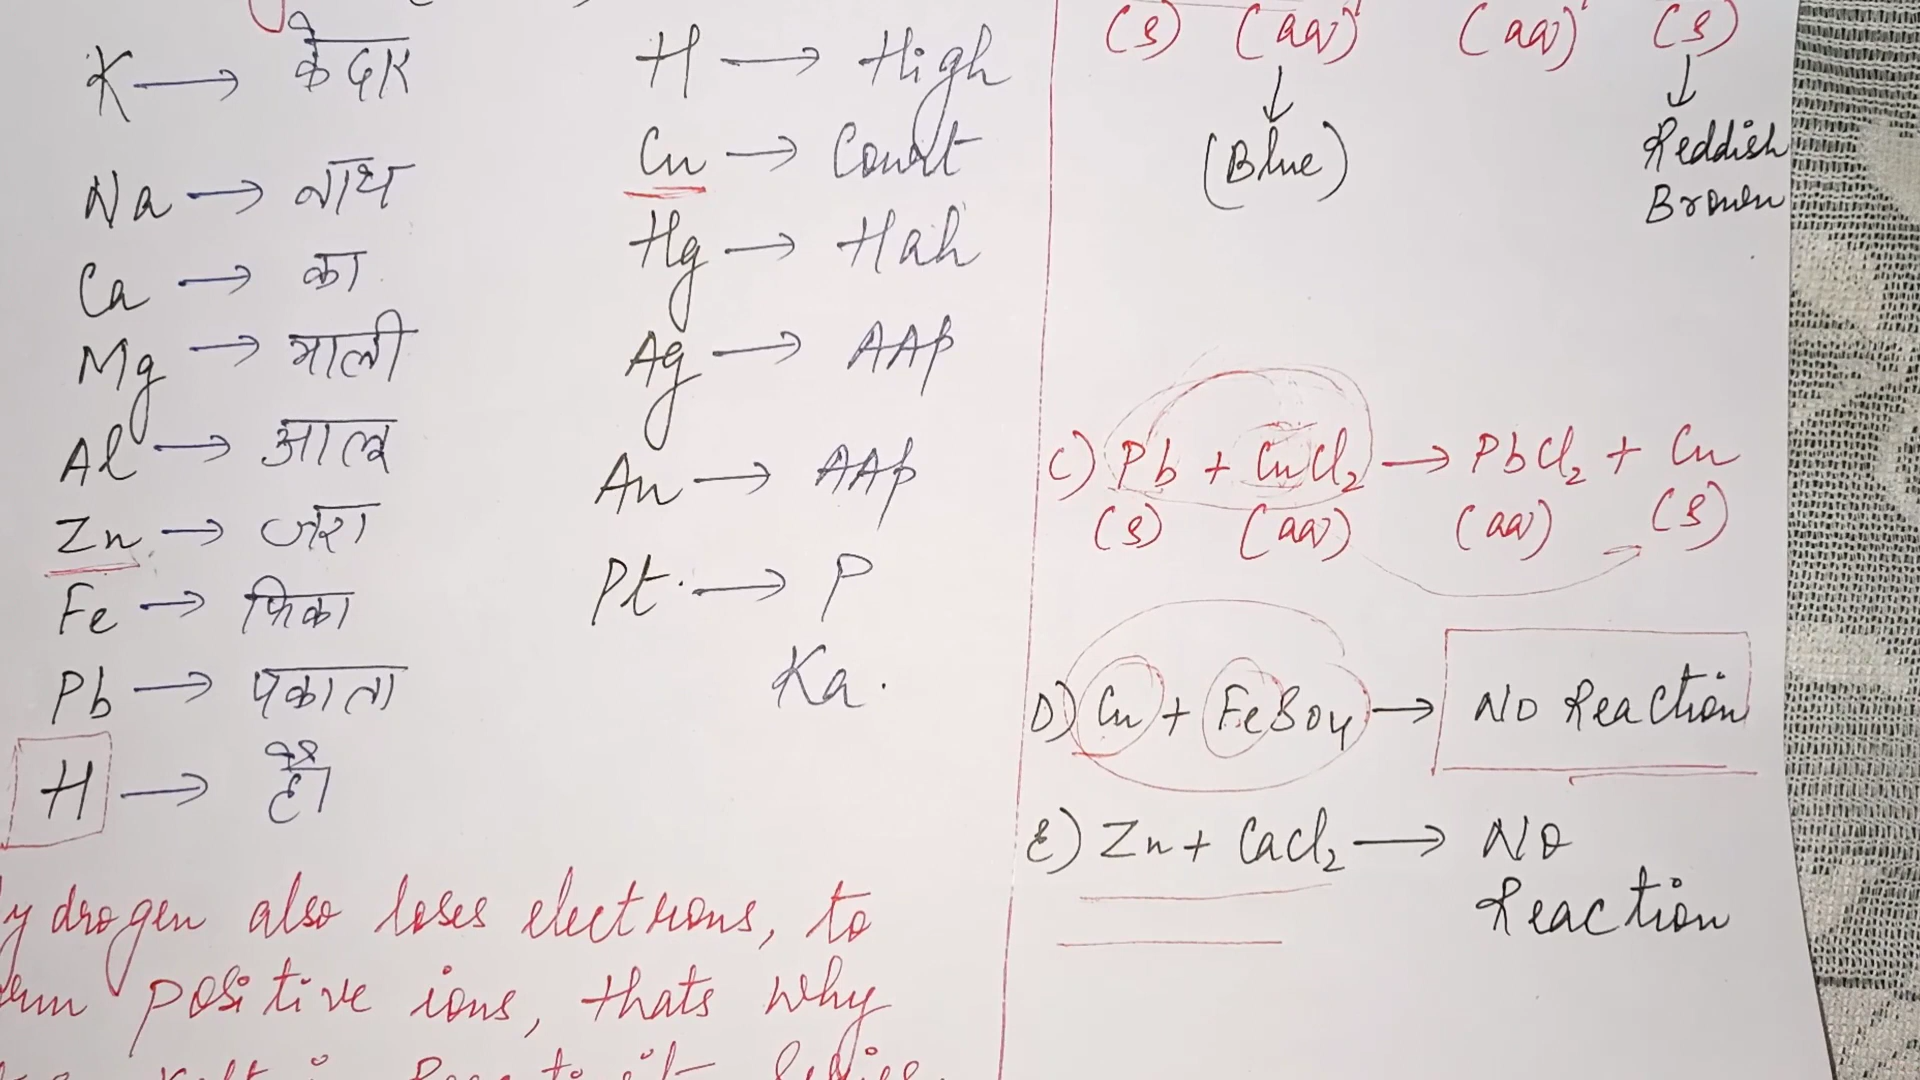 K → केदार
Na → नाथ
Ca → का
Mg → माली
Al → आलू
Zn → जरा
Fe → फिका
Pb → पकाता
H → है।
H → High
Cu → Court
Hg → Hah
Ag → AAp
Au → AAp
Pt. → P
Ka.
(s) (aq) (aq) (s)
↓ ↓
(Blue) Reddish
Brown
C) Pb + CuCl₂ → PbCl₂ + Cu
(s) (aq) (aq) (s)
D) Cu + FeSO4 → NO Reaction
E) Zn + CaCl₂ → NO
Reaction
ydrogen also loses electrons, to
positive ions, thats why